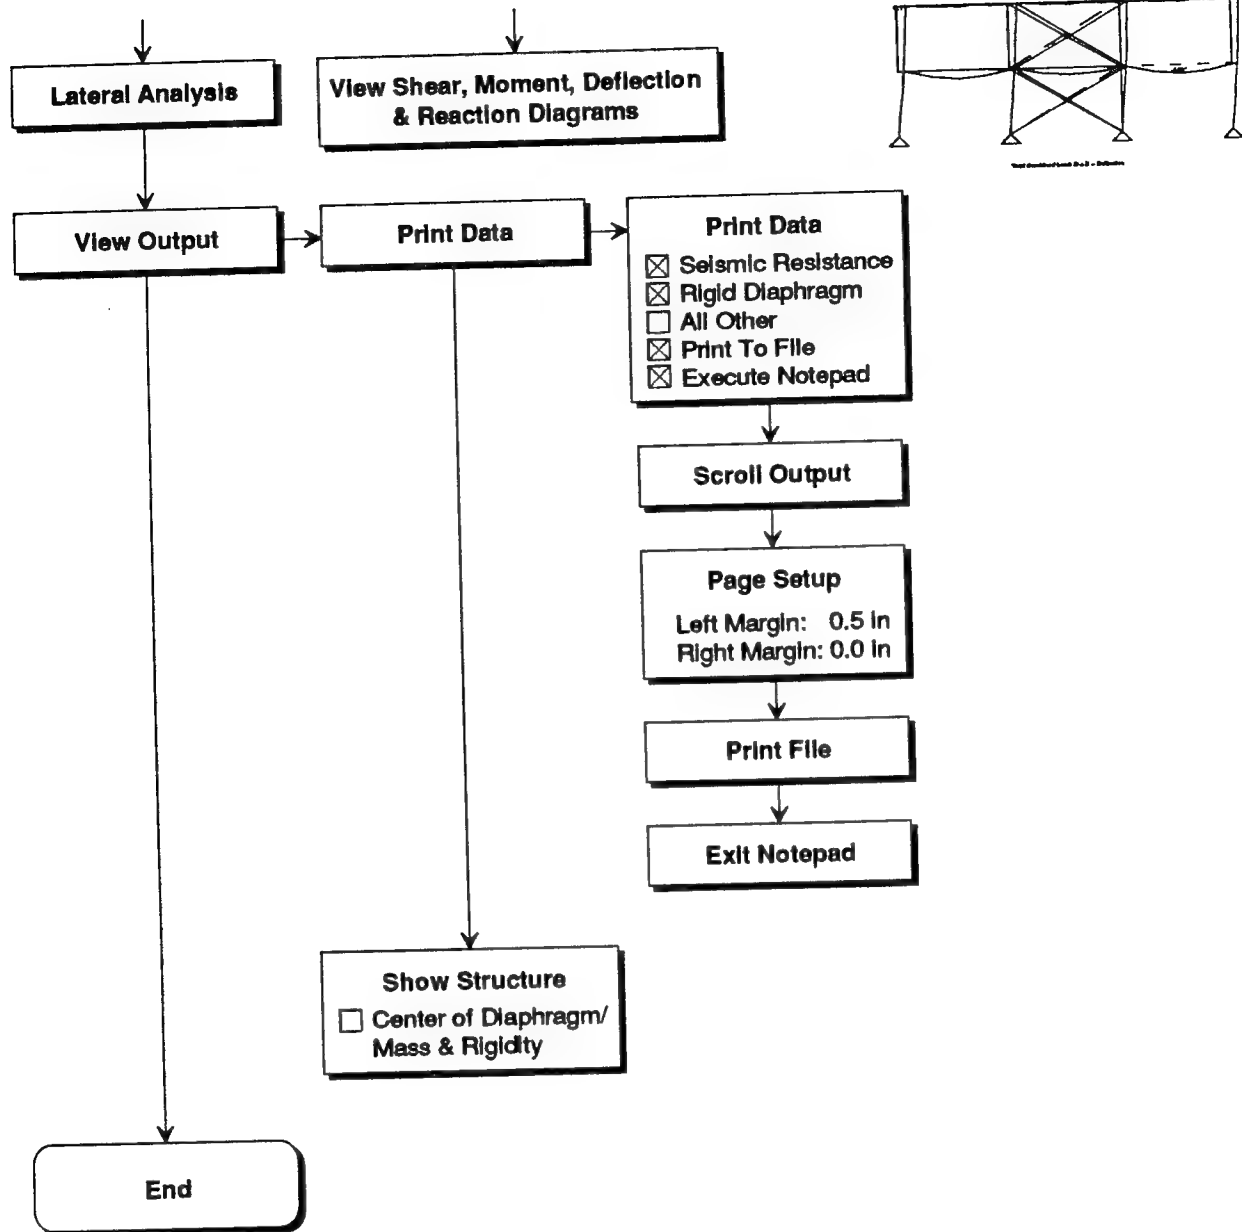 Lateral Analysis
View Shear, Moment, Deflection
& Reaction Diagrams
View Output
Print Data
Print Data
Seismic Resistance
Rigid Diaphragm
All Other
Print To File
Execute Notepad
Scroll Output
Page Setup
Left Margin: 0.5 in
Right Margin: 0.0 in
Print File
Exit Notepad
Show Structure
Center of Diaphragm/
Mass & Rigidity
End